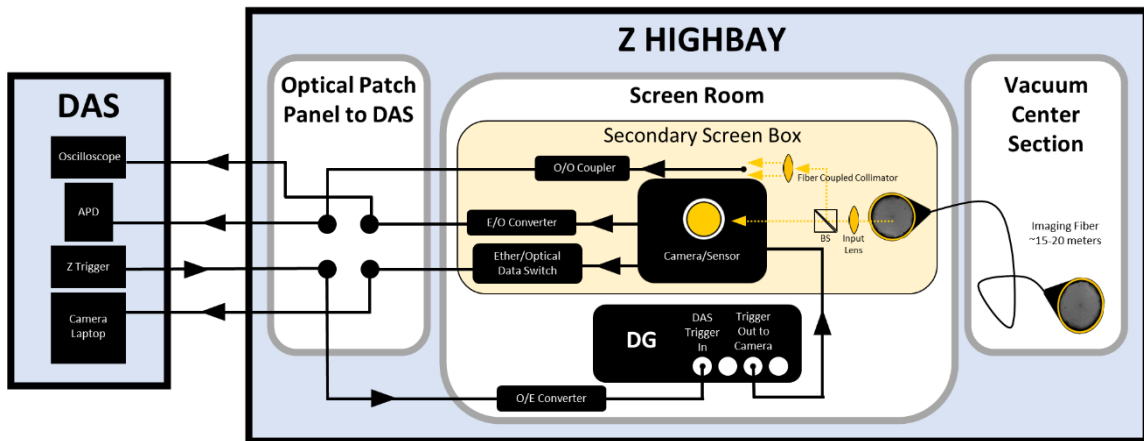 Z HIGHBAY
DAS
Oscilloscope
APD
Z Trigger
Camera
Laptop
Optical Patch
Panel to DAS
Screen Room
Secondary Screen Box
O/O Coupler
Fiber Coupled Collimator
E/O Converter
Ether/Optical
Data Switch
Camera/Sensor
BS
Input
Lens
DG
DAS
Trigger
In
Trigger
Out to
Camera
O/E Converter
Vacuum
Center
Section
Imaging Fiber
~15-20 meters